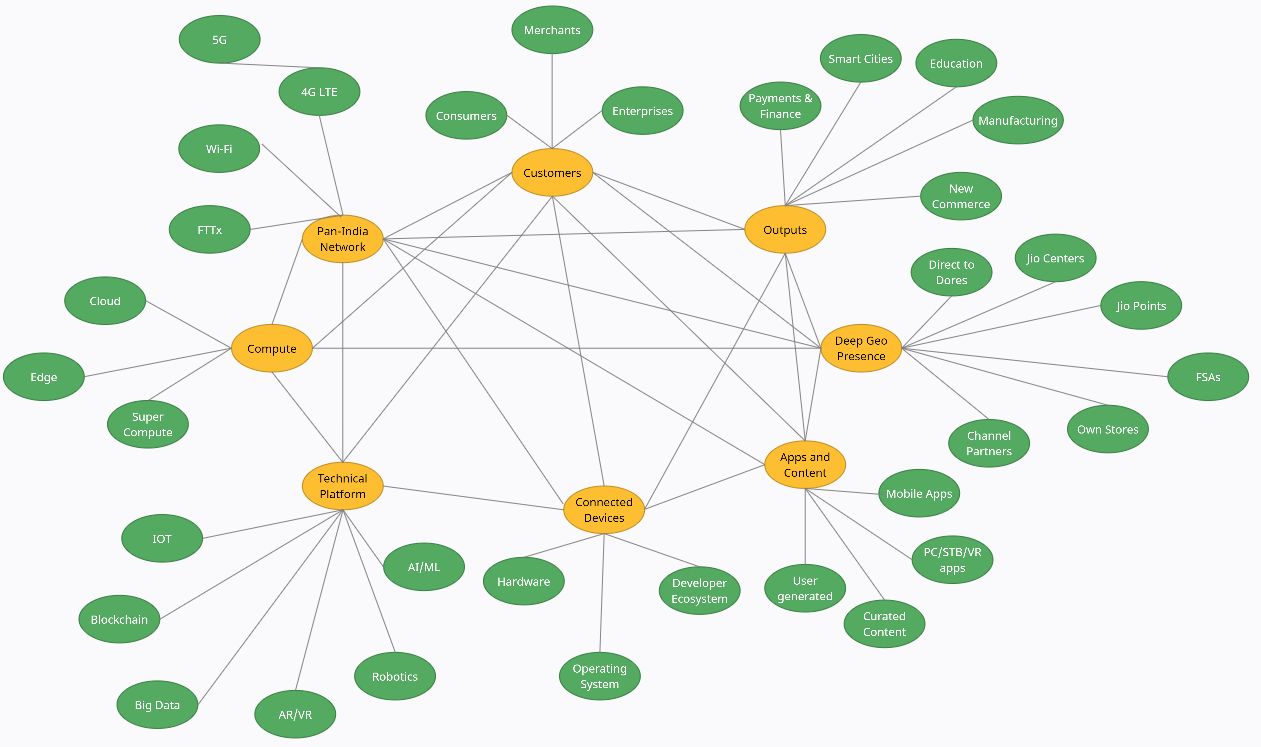 5G
Merchants
Smart Cities
Education
4G LTE
Consumers
Enterprises
Payments &
Finance
Manufacturing
Wi-Fi
Customers
New
Commerce
FTTx
Pan-India
Network
Outputs
Direct to
Dores
Jio Centers
Cloud
Jio Points
Compute
Deep Geo
Presence
Edge
FSAs
Super
Compute
Own Stores
Channel
Partners
Apps and
Content
Technical
Platform
Mobile Apps
Connected
Devices
IOT
AI/ML
Hardware
PC/STB/VR
apps
Developer
Ecosystem
User
generated
Blockchain
Curated
Content
Robotics
Operating
System
Big Data
AR/VR